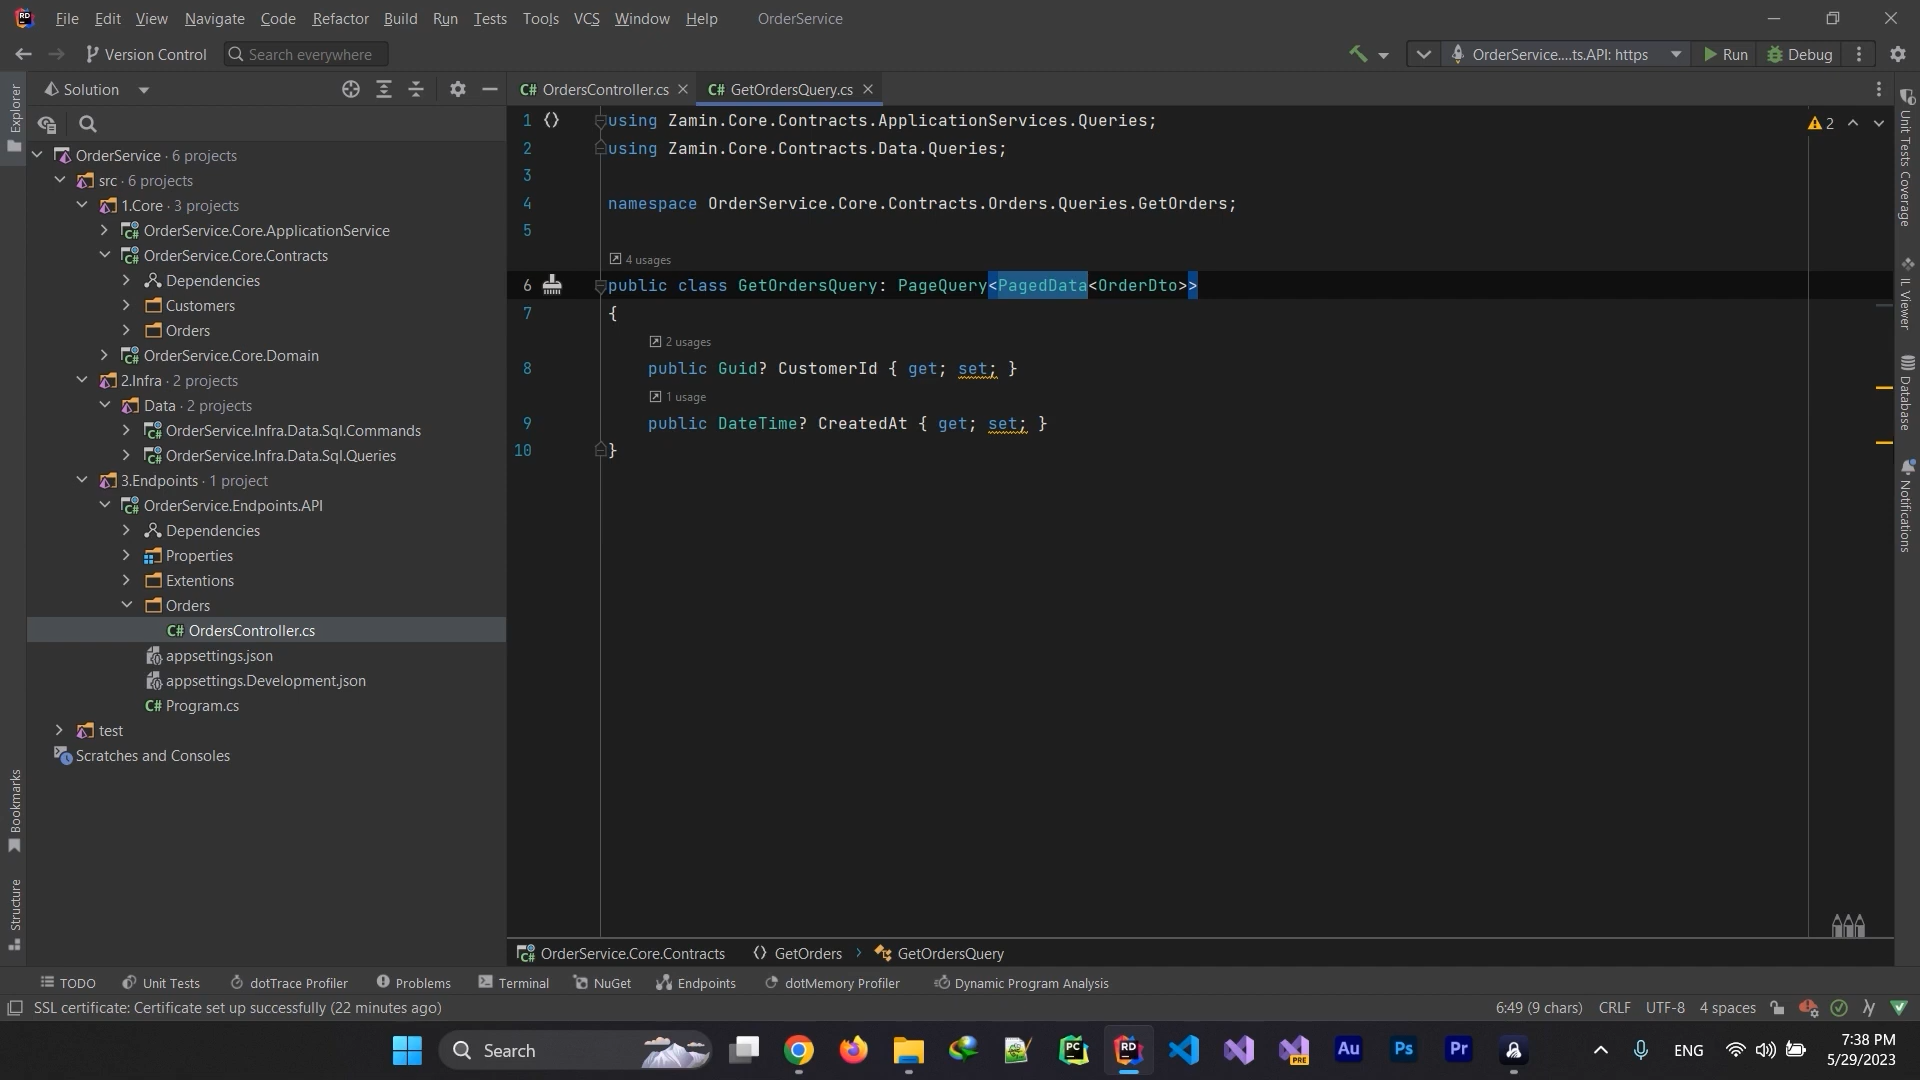 File Edit View Navigate Code Refactor Build Run Tests Tools VCS Window Help OrderService
Version Control Search everywhere OrderService....ts.API: https Run Debug
Solution
OrdersController.cs
GetOrdersQuery.cs
Explorer
OrderService · 6 projects
src · 6 projects
1.Core · 3 projects
OrderService.Core.ApplicationService
OrderService.Core.Contracts
Dependencies
Customers
Orders
OrderService.Core.Domain
2.Infra · 2 projects
Data · 2 projects
OrderService.Infra.Data.Sql.Commands
OrderService.Infra.Data.Sql.Queries
3.Endpoints · 1 project
OrderService.Endpoints.API
Dependencies
Properties
Extentions
Orders
C# OrdersController.cs
appsettings.json
appsettings.Development.json
C# Program.cs
test
Scratches and Consoles
Bookmarks
Structure
1 using Zamin.Core.Contracts.ApplicationServices.Queries;
2 using Zamin.Core.Contracts.Data.Queries;
3
4 namespace OrderService.Core.Contracts.Orders.Queries.GetOrders;
5
4 usages
6 public class GetOrdersQuery: PageQuery<PagedData<OrderDto>>
7 {
2 usages
8 public Guid? CustomerId { get; set; }
1 usage
9 public DateTime? CreatedAt { get; set; }
10 }
2
Unit Tests Coverage
IL Viewer
Database
Notifications
OrderService.Core.Contracts GetOrders GetOrdersQuery
TODO Unit Tests dotTrace Profiler Problems Terminal NuGet Endpoints dotMemory Profiler Dynamic Program Analysis
SSL certificate: Certificate set up successfully (22 minutes ago) 6:49 (9 chars) CRLF UTF-8 4 spaces
Search
PC
RD
PRE
Au
Ps
Pr
ENG
7:38 PM
5/29/2023